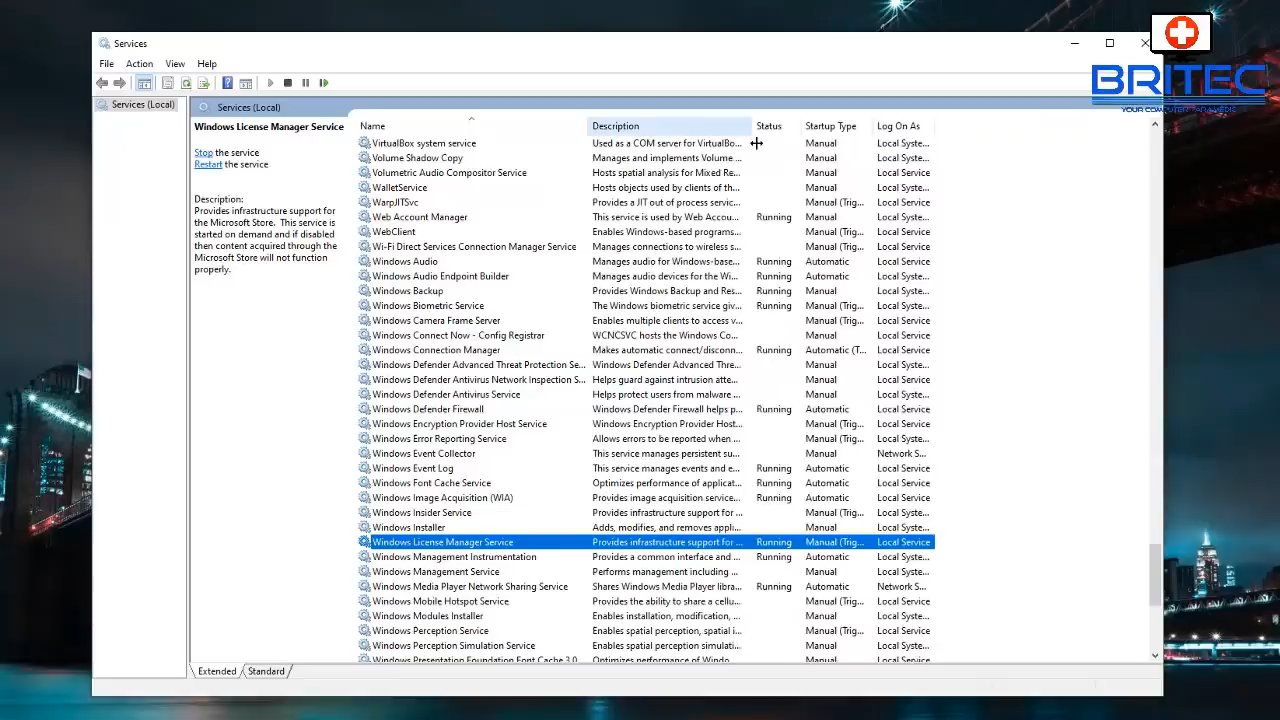 Services
BRITEC
YOUR COMPUTER PARAMEDIC
File Action View Help
Services (Local)
Services (Local)
Windows License Manager Service
Stop the service
Restart the service
Description:
Provides infrastructure support for
the Microsoft Store. This service is
started on demand and if disabled
then content acquired through the
Microsoft Store will not function
properly.
Name Description Status Startup Type Log On As
VirtualBox system service Used as a COM server for VirtualBo... Manual Local Syste...
Volume Shadow Copy Manages and implements Volume ... Manual Local Syste...
Volumetric Audio Compositor Service Hosts spatial analysis for Mixed Re... Manual Local Service
WalletService Hosts objects used by clients of th... Manual Local Syste...
WarpJITSvc Provides a JIT out of process servic... Manual (Trig... Local Service
Web Account Manager This service is used by Web Accou... Running Manual Local Syste...
WebClient Enables Windows-based programs... Manual (Trig... Local Service
Wi-Fi Direct Services Connection Manager Service Manages connections to wireless s... Manual (Trig... Local Service
Windows Audio Manages audio for Windows-base... Running Automatic Local Service
Windows Audio Endpoint Builder Manages audio devices for the Wi... Running Automatic Local Syste...
Windows Backup Provides Windows Backup and Res... Running Manual Local Syste...
Windows Biometric Service The Windows biometric service giv... Running Manual (Trig... Local Syste...
Windows Camera Frame Server Enables multiple clients to access v... Manual (Trig... Local Service
Windows Connect Now - Config Registrar WCNCSVC hosts the Windows Co... Manual Local Service
Windows Connection Manager Makes automatic connect/disconn... Running Automatic (T... Local Service
Windows Defender Advanced Threat Protection Se... Windows Defender Advanced Thre... Manual Local Syste...
Windows Defender Antivirus Network Inspection S... Helps guard against intrusion atte... Manual Local Service
Windows Defender Antivirus Service Helps protect users from malware ... Manual Local Syste...
Windows Defender Firewall Windows Defender Firewall helps p... Running Automatic Local Service
Windows Encryption Provider Host Service Windows Encryption Provider Host... Manual (Trig... Local Service
Windows Error Reporting Service Allows errors to be reported when... Manual (Trig... Local Syste...
Windows Event Collector This service manages persistent su... Manual Network S...
Windows Event Log This service manages events and e... Running Automatic Local Service
Windows Font Cache Service Optimizes performance of applicat... Running Automatic Local Service
Windows Image Acquisition (WIA) Provides image acquisition service... Running Automatic Local Service
Windows Insider Service Provides infrastructure support for ... Manual (Trig... Local Syste...
Windows Installer Adds, modifies, and removes appli... Manual Local Syste...
Windows License Manager Service Provides infrastructure support for ... Running Manual (Trig... Local Service
Windows Management Instrumentation Provides a common interface and ... Running Automatic Local Syste...
Windows Management Service Performs management including ... Manual Local Syste...
Windows Media Player Network Sharing Service Shares Windows Media Player libra... Running Automatic Network S...
Windows Mobile Hotspot Service Provides the ability to share a cellu... Manual (Trig... Local Service
Windows Modules Installer Enables installation, modification, ... Manual Local Syste...
Windows Perception Service Enables spatial perception, spatial i... Manual (Trig... Local Service
Windows Perception Simulation Service Enables spatial perception simulat... Manual Local Syste...
Windows Presentation Foundation Font Cache 3.0... Optimizes performance of Windo... Manual Local Service
Extended Standard